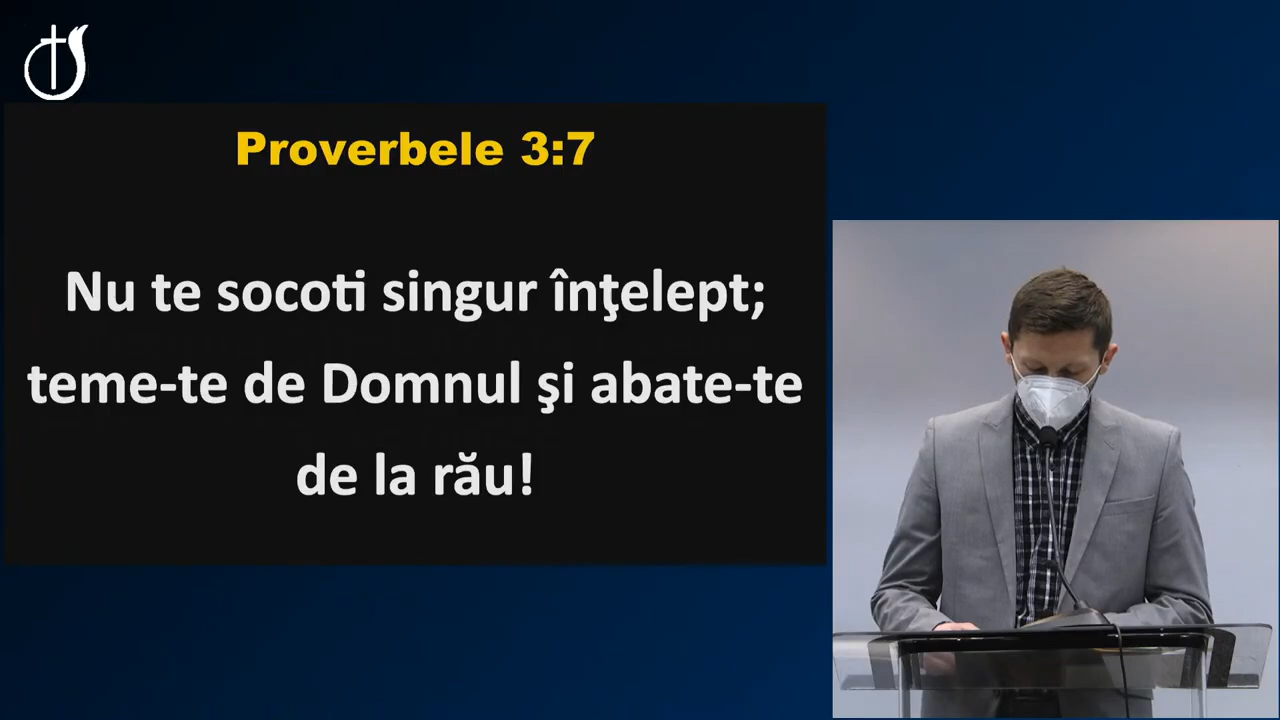 Proverbele 3:7
Nu te socoti singur înţelept;
teme-te de Domnul şi abate-te
de la rău!